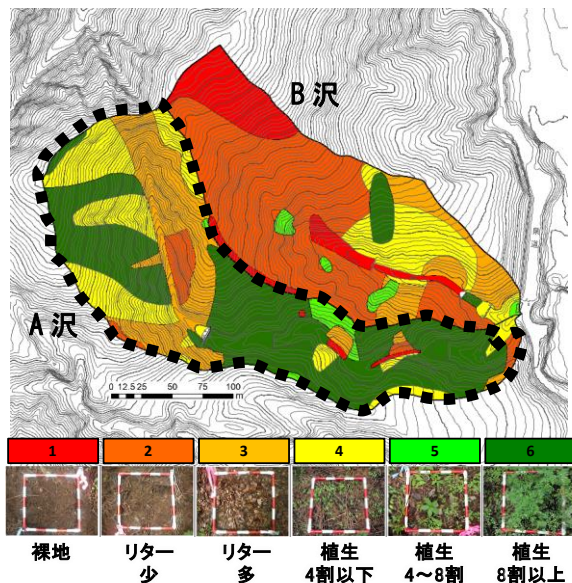 B沢
A沢
0 12.5 25 50 75 100
m
1 2 3 4 5 6
裸地 リター リター 植生 植生 植生
少 多 4割以下 4〜8割 8割以上